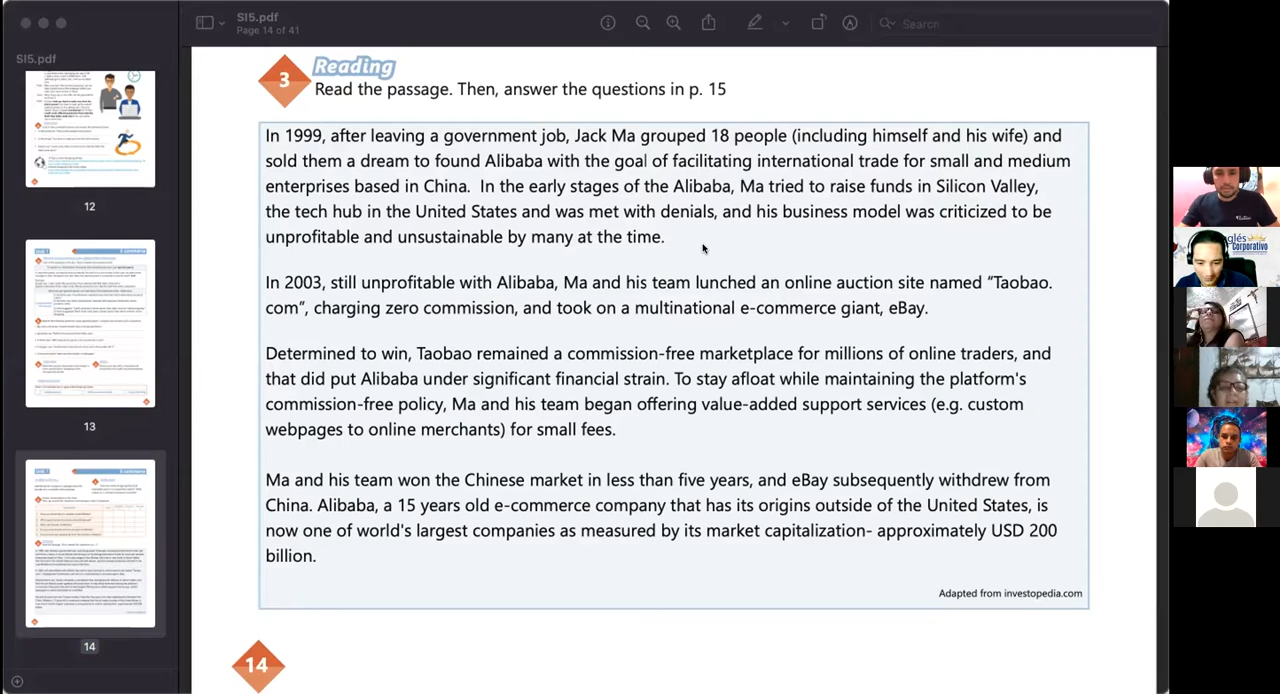 SI5.pdf
Page 14 of 41
Search
SI5.pdf
12
13
14
3
Reading
Read the passage. Then, answer the questions in p. 15
In 1999, after leaving a government job, Jack Ma ground 18 people (including himself and his wife) and
sold them a dream to found Alibaba with the goal of facilitating national trade for small and medium
enterprises based in China. In the early stages of the Alibaba, Ma tried to raise funds in Silicon Valley,
the tech hub in the United States and was met with denials, and his business model was criticized to be
unprofitable and unsustainable by many at the time.
In 2003, still unprofitable with Alibaba, Ma and his team lunched an e-auction site named "Taobao.
com", charging zero commission, and took on a multinational e-commerce giant, eBay.
Determined to win, Taobao created a commission-free marketplace for millions of online traders, and
this choice put Alibaba under significant financial strain. To say afloat while maintaining the platform's
commission-free policy, Ma and his team began offering value-added support services (e.g. custom
webpages to online merchants) for small fees.
Ma and his team won the Chinese market in less than five years and eBay subsequently withdrew from
China. Alibaba, a 15 years old e-commerce company that has its origins outside of the United States, is
now one of world's largest companies as measured by its market capitalization- approximately USD 200
billion.
Adapted from investopedia.com
14
glés
Corporativo